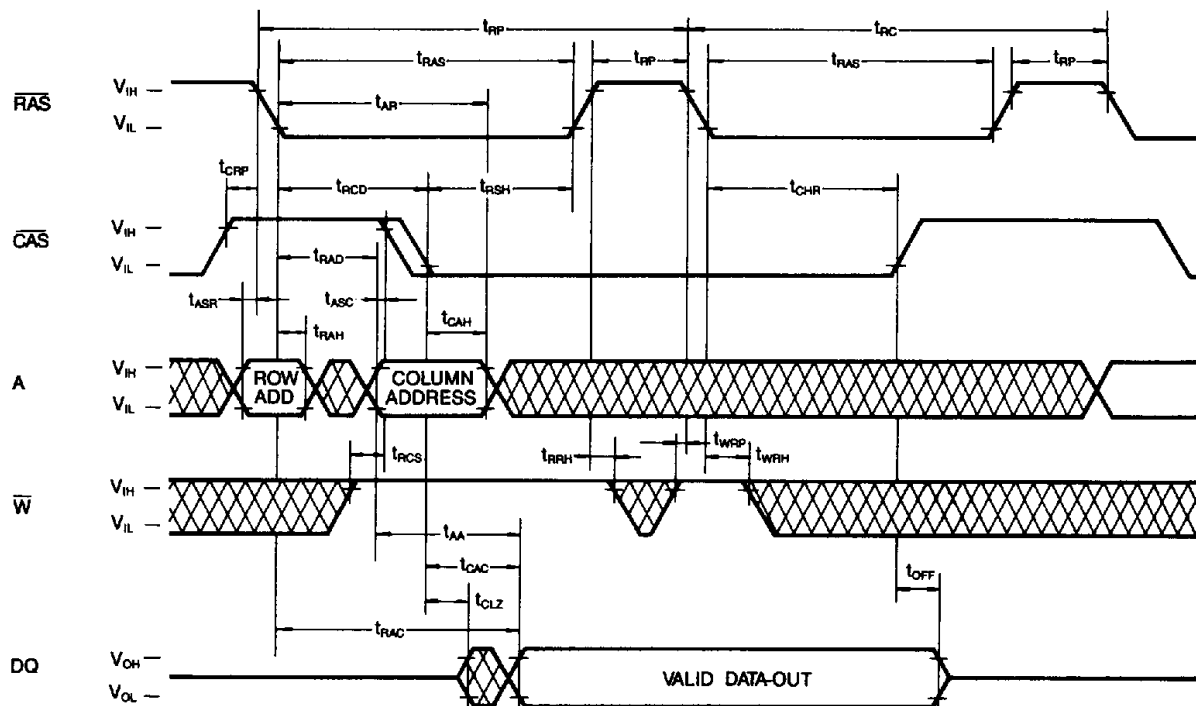 tRP tRC
tRAS tRP tRAS tRP
RAS VIH tAR
VIL
tCRP tRCD tRSH tCHR
CAS VIH
VIL tRAD
tASR tASC
tRAH tCAH
A VIH ROW ADD COLUMN ADDRESS
VIL
tRCS tRRH tWRP tWRH
W VIH
VIL
tAA
tCAC tOFF
tCLZ
tRAC
DQ VOH
VOL VALID DATA-OUT